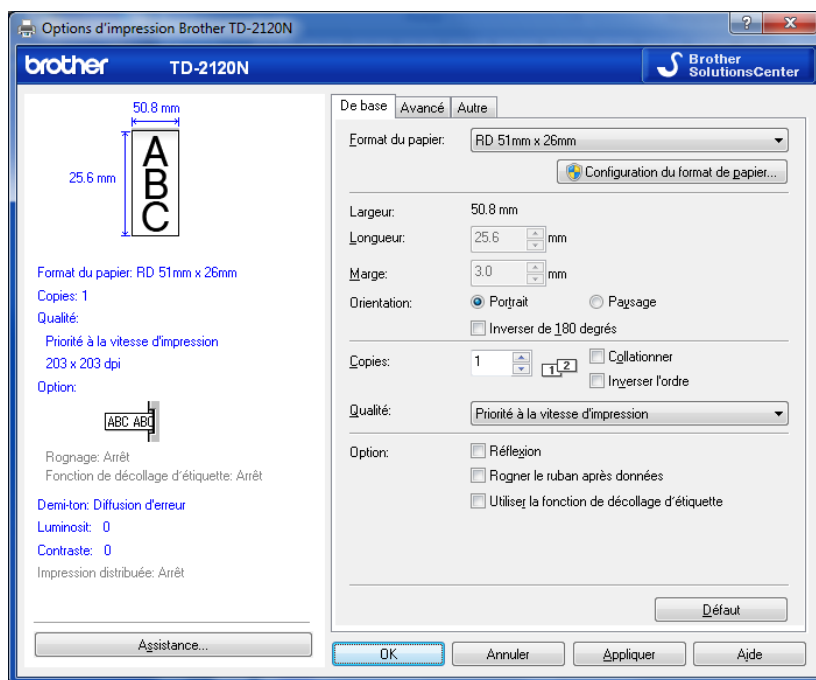 Options d'impression Brother TD-2120N
brother TD-2120N
Brother
SolutionsCenter
50.8 mm
25.6 mm
A
B
C
Format du papier: RD 51mm x 26mm
Copies: 1
Qualité:
Priorité à la vitesse d'impression
203 x 203 dpi
Option:
ABC ABC
Rognage: Arrêt
Fonction de décollage d´étiquette: Arrêt
Demi-ton: Diffusion d'erreur
Luminosit: 0
Contraste: 0
Impression distribuée: Arrêt
Assistance...
De base Avancé Autre
Format du papier: RD 51mm x 26mm
Configuration du format de papier...
Largeur: 50.8 mm
Longueur: 25.6 mm
Marge: 3.0 mm
Orientation: Portrait Paysage
Inverser de 180 degrés
Copies: 1 1 2 Collationner
Inverser l'ordre
Qualité: Priorité à la vitesse d'impression
Option: Réflexion
Rogner le ruban après données
Utiliser la fonction de décollage d´étiquette
Défaut
OK Annuler Appliquer Aide